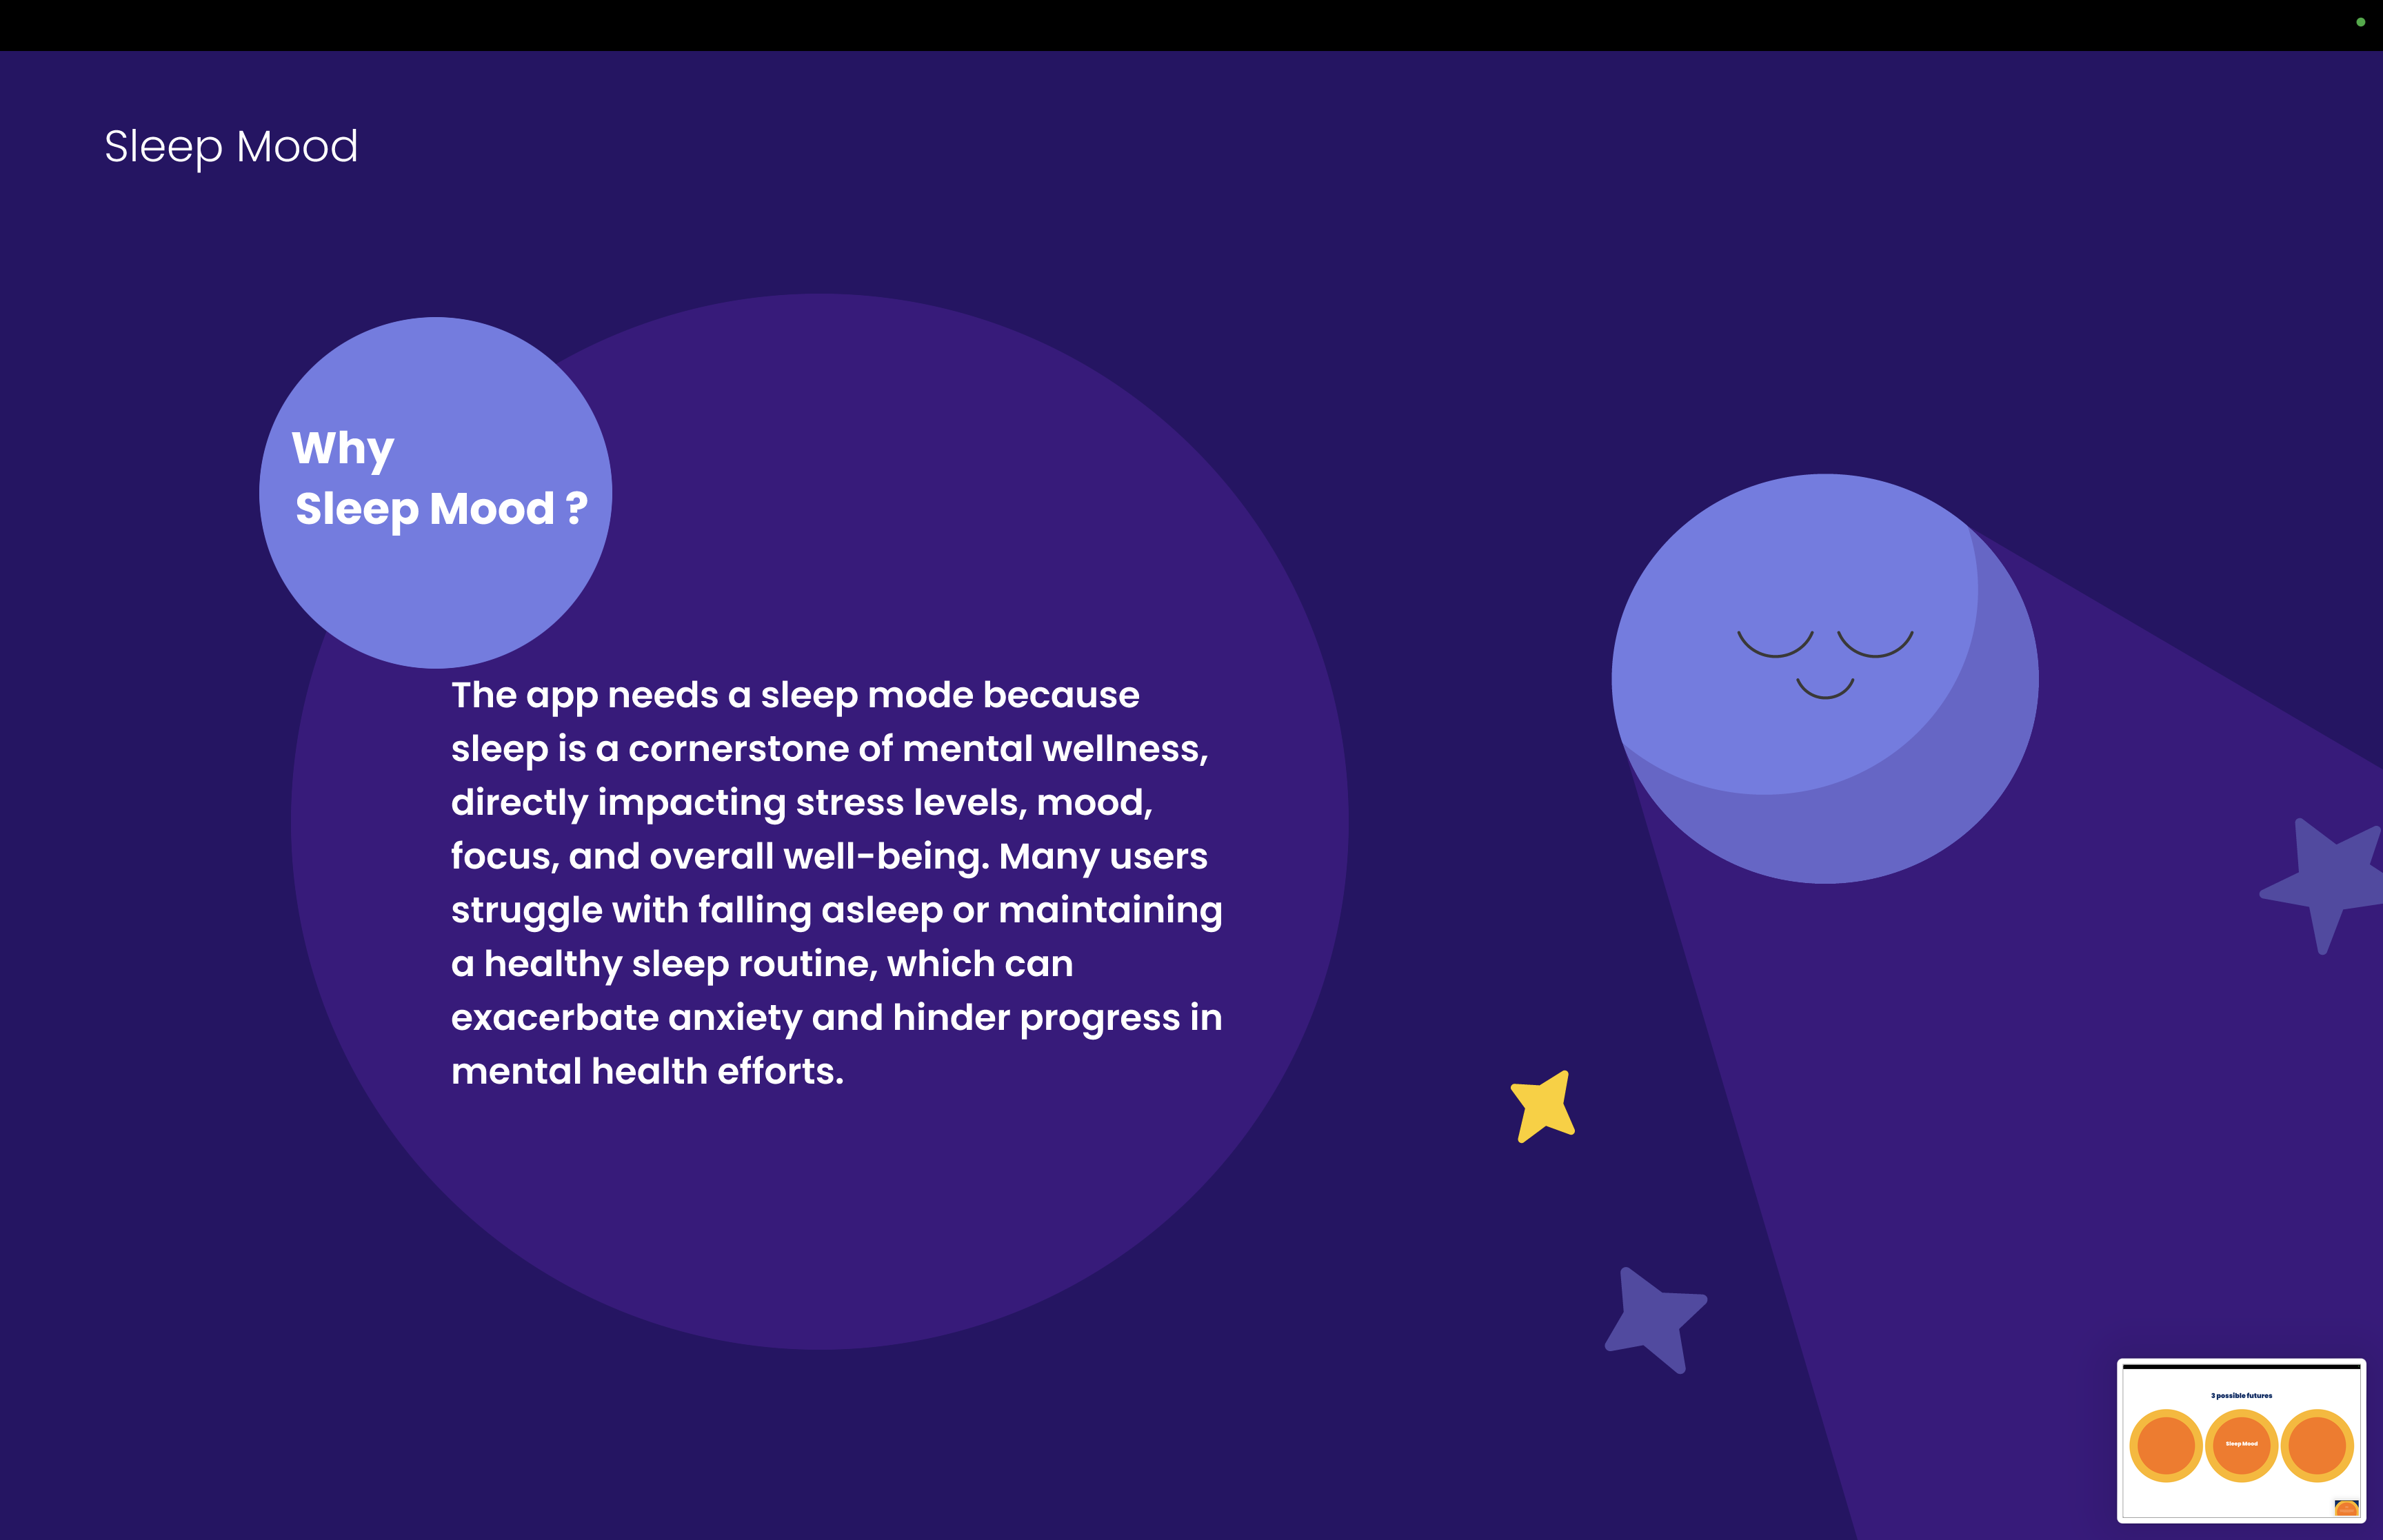 Sleep Mood
Why
Sleep Mood ?
The app needs a sleep mode because
sleep is a cornerstone of mental wellness,
directly impacting stress levels, mood,
focus, and overall well-being. Many users
struggle with falling asleep or maintaining
a healthy sleep routine, which can
exacerbate anxiety and hinder progress in
mental health efforts.
3 possible futures
Sleep Mood